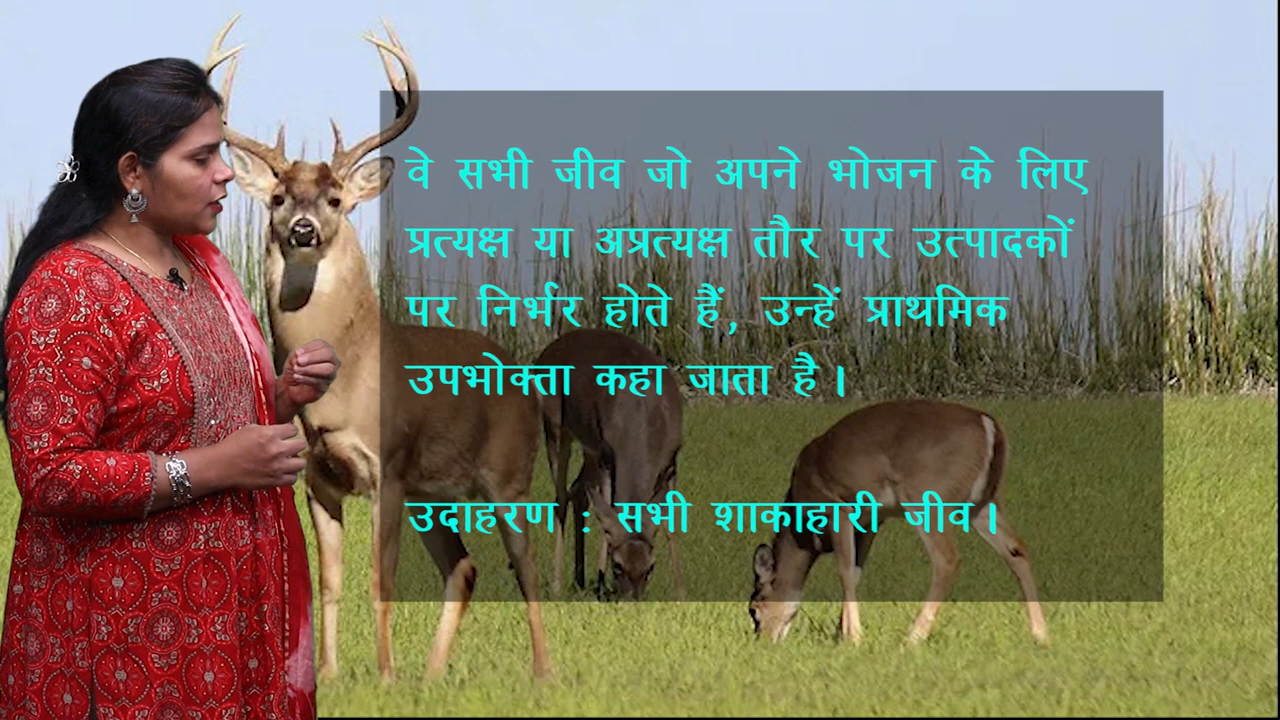 वे सभी जीव जो अपने भोजन के लिए
प्रत्यक्ष या अप्रत्यक्ष तौर पर उत्पादकों
पर निर्भर होते हैं, उन्हें प्राथमिक
उपभोक्ता कहा जाता है।
उदाहरण : सभी शाकाहारी जीव।